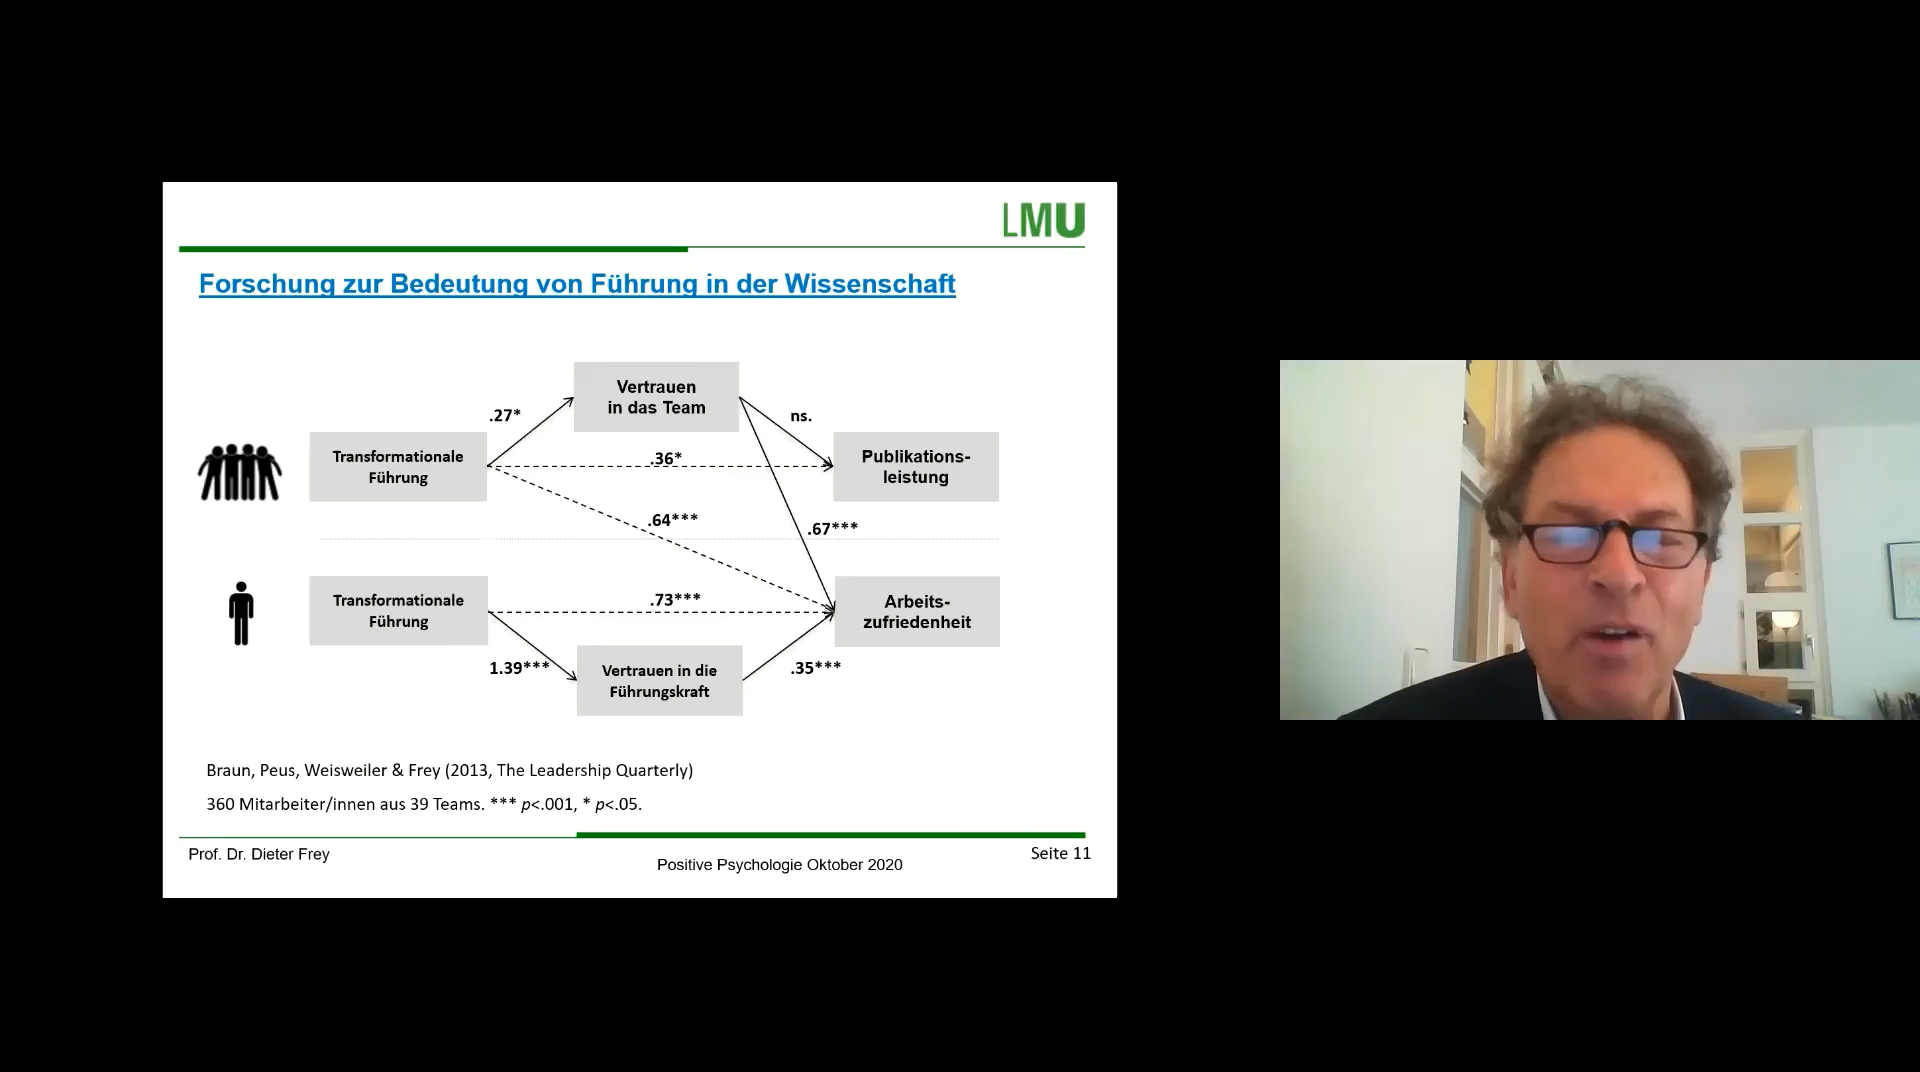 LMU
Forschung zur Bedeutung von Führung in der Wissenschaft
Vertrauen
in das Team
.27*
ns.
Transformationale
Führung
.36*
Publikations-
leistung
.64***
.67***
Transformationale
Führung
.73***
Arbeits-
zufriedenheit
1.39***
Vertrauen in die
Führungskraft
.35***
Braun, Peus, Weisweiler & Frey (2013, The Leadership Quarterly)
360 Mitarbeiter/innen aus 39 Teams. *** p<.001, * p<.05.
Prof. Dr. Dieter Frey
Positive Psychologie Oktober 2020
Seite 11